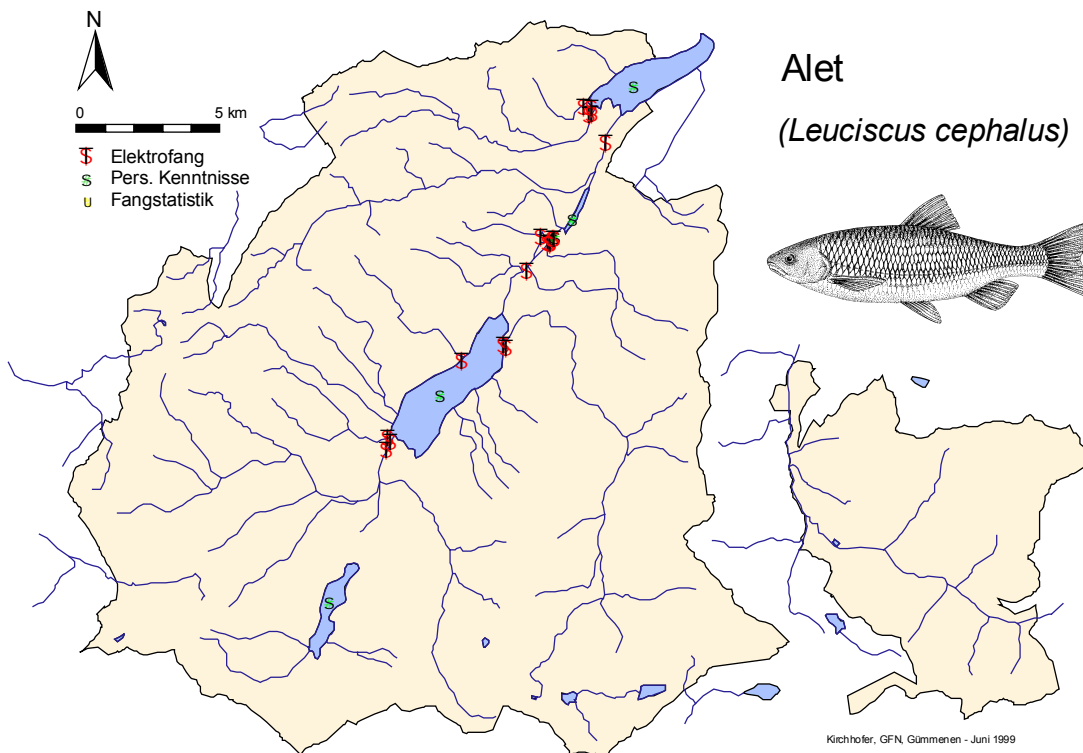 N
0 5 km
Elektrofang
s Pers. Kenntnisse
u Fangstatistik
Alet
(Leuciscus cephalus)
s
s
s
s
Kirchhofer, GFN, Gümmenen - Juni 1999